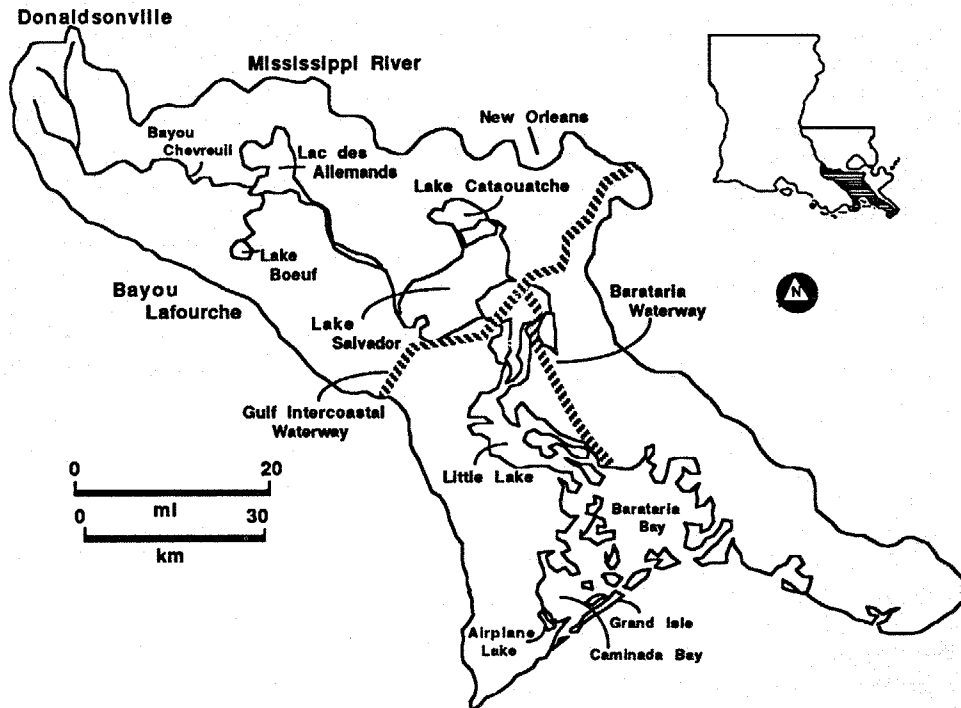 Donaldsonville
Mississippi River
New Orleans
Bayou
Chevreuil
Lac des
Allemands
Lake Cataouatche
Lake
Boeuf
Bayou
Lafourche
Lake
Salvador
Barataria
Waterway
N
Gulf Intercoastal
Waterway
0 20
mi
0 30
km
Little Lake
Barataria
Bay
Airplane
Lake
Grand Isle
Caminada Bay